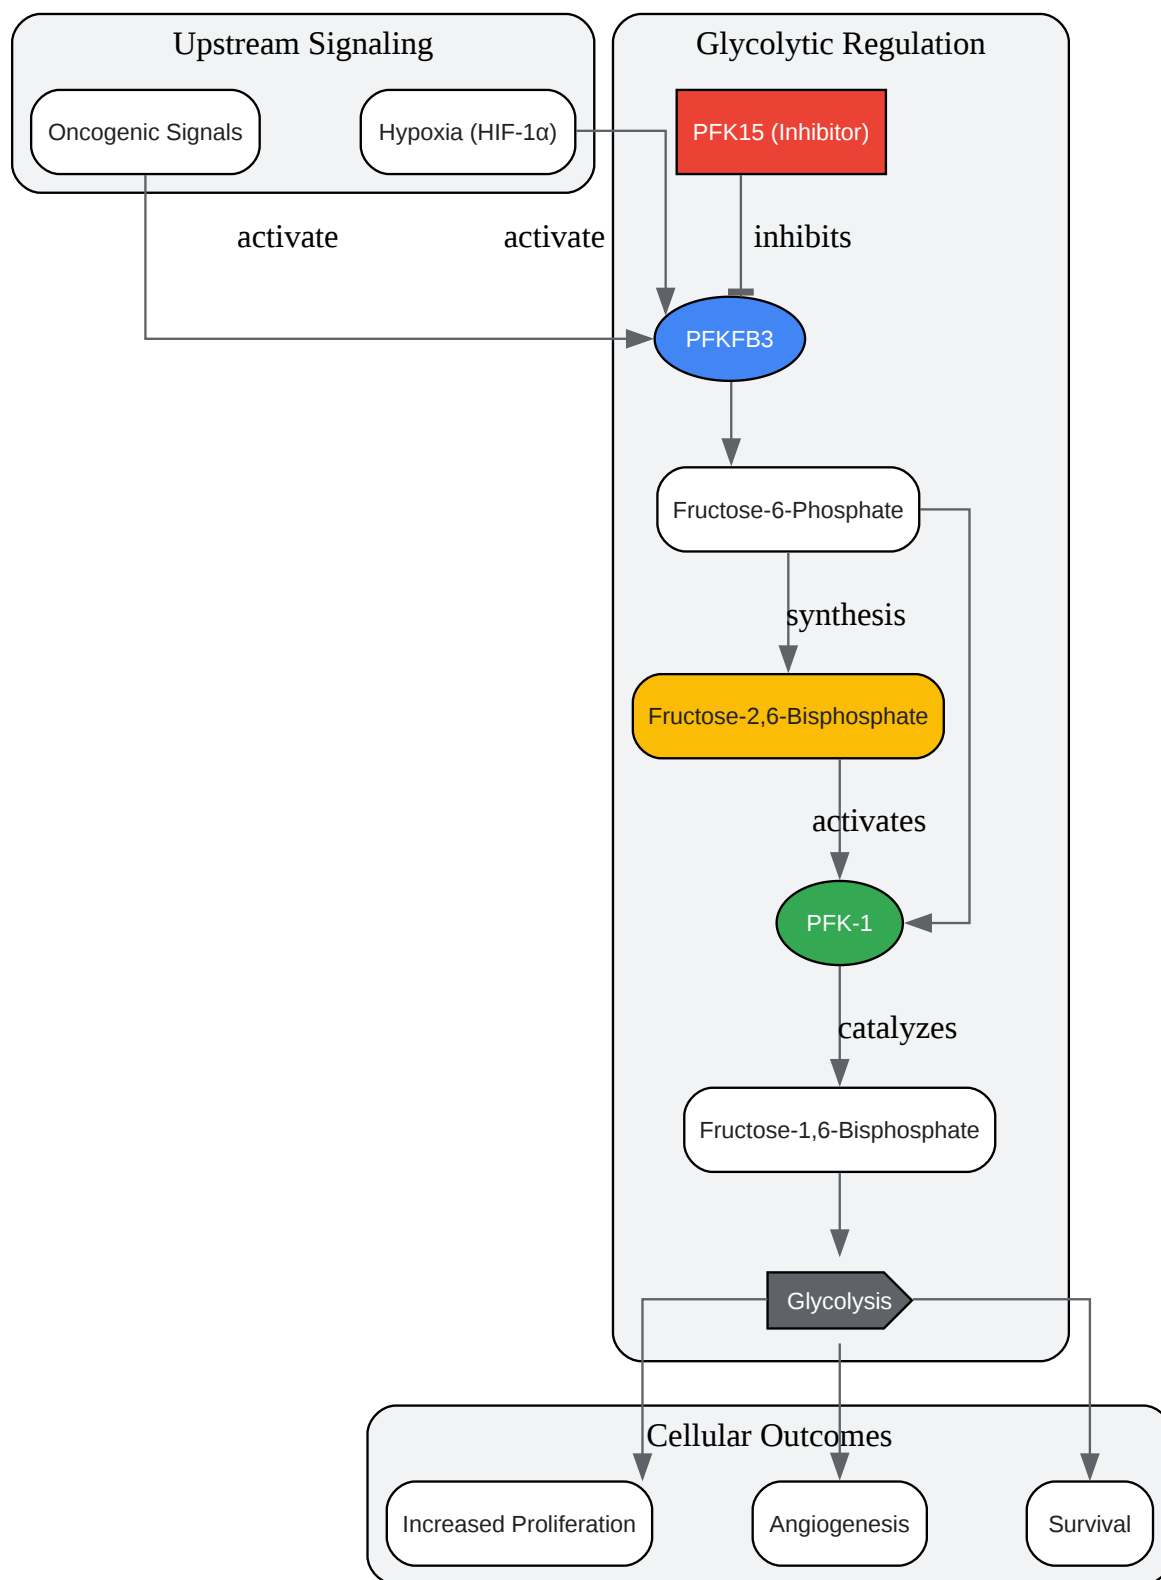 Upstream Signaling
Glycolytic Regulation
Oncogenic Signals
Hypoxia (HIF-1α)
PFK15 (Inhibitor)
activate
activate
inhibits
PFKFB3
Fructose-6-Phosphate
synthesis
Fructose-2,6-Bisphosphate
activates
PFK-1
catalyzes
Fructose-1,6-Bisphosphate
Glycolysis
Cellular Outcomes
Increased Proliferation
Angiogenesis
Survival